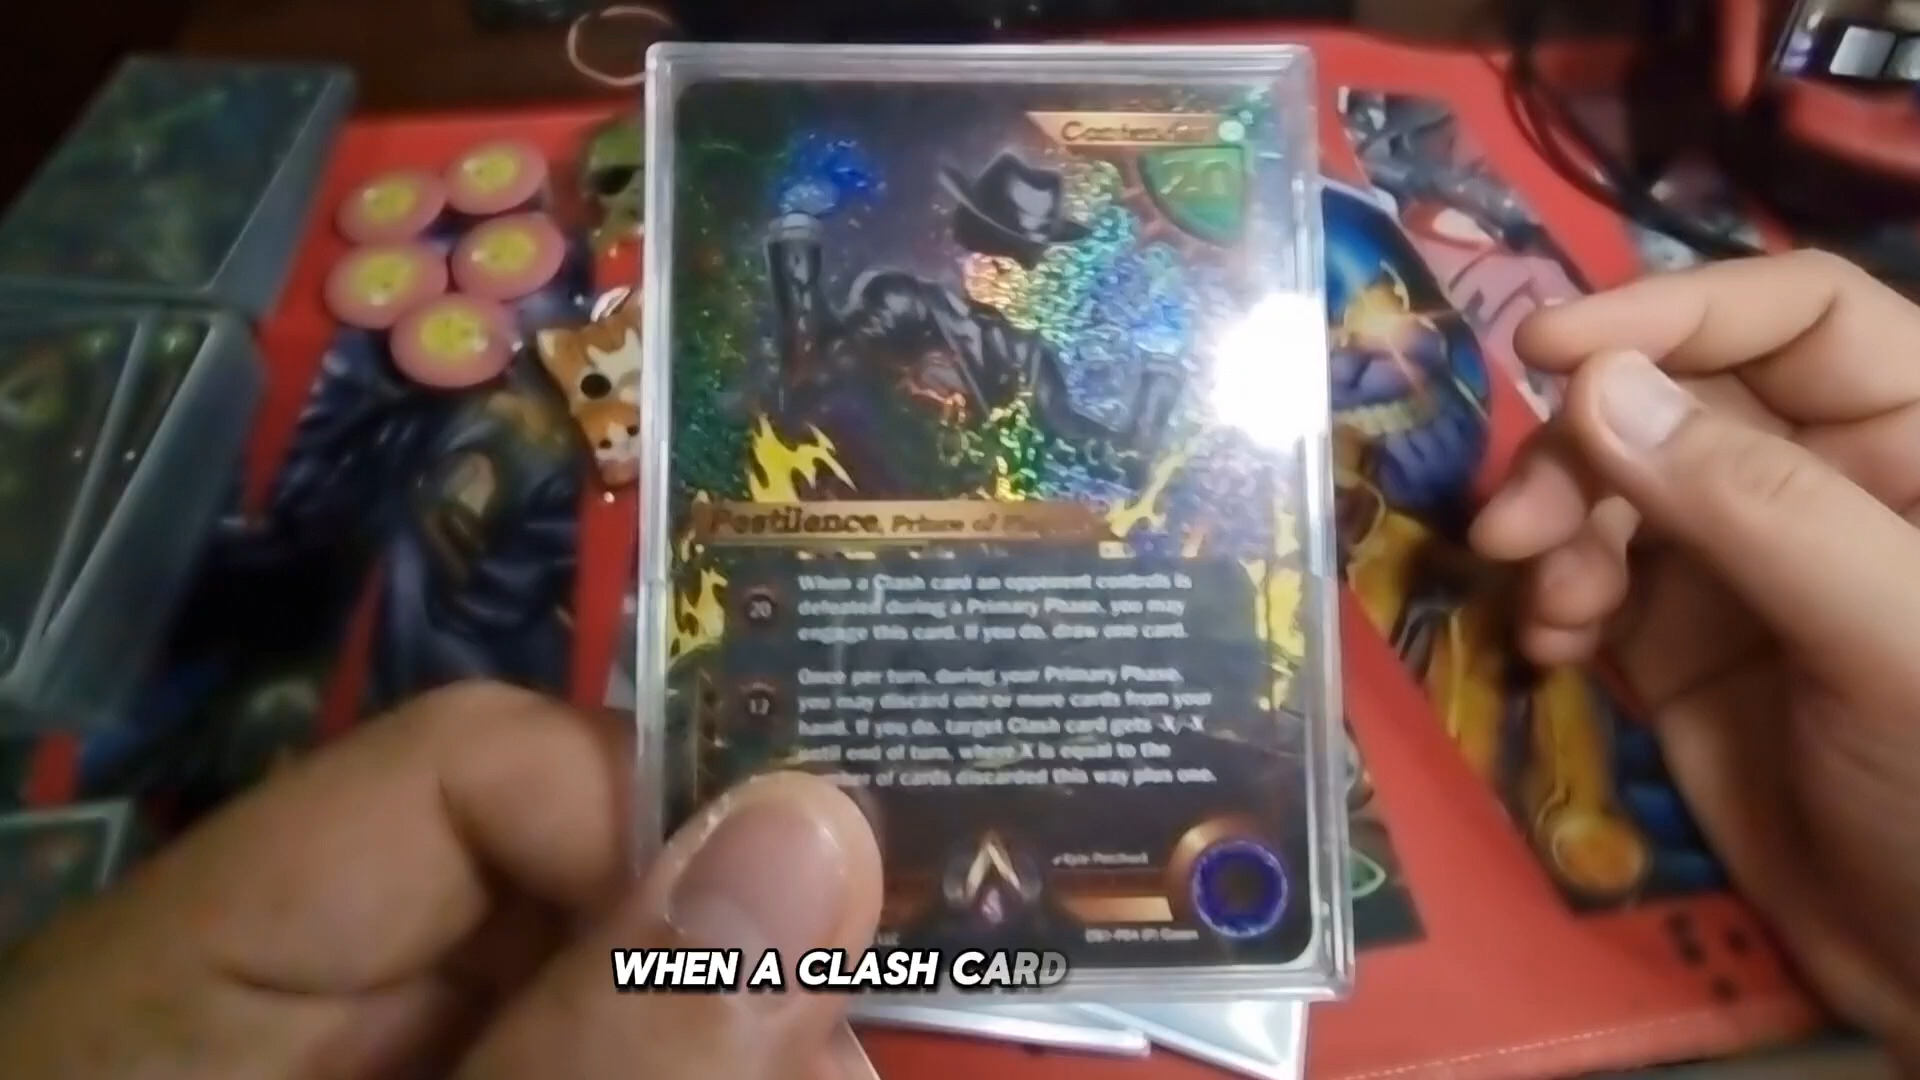 Contender
20
Pestilence, Prince of
20
When a Clash card an opponent controls is
defeated during a Primary Phase, you may
engage this card. If you do, draw one card.
12
Once per turn, during your Primary Phase,
you may discard one or more cards from your
hand. If you do, target Clash card gets -X/-X
until end of turn, where X is equal to the
of cards discarded this way plus one.
LLC
WHEN A CLASH CARD